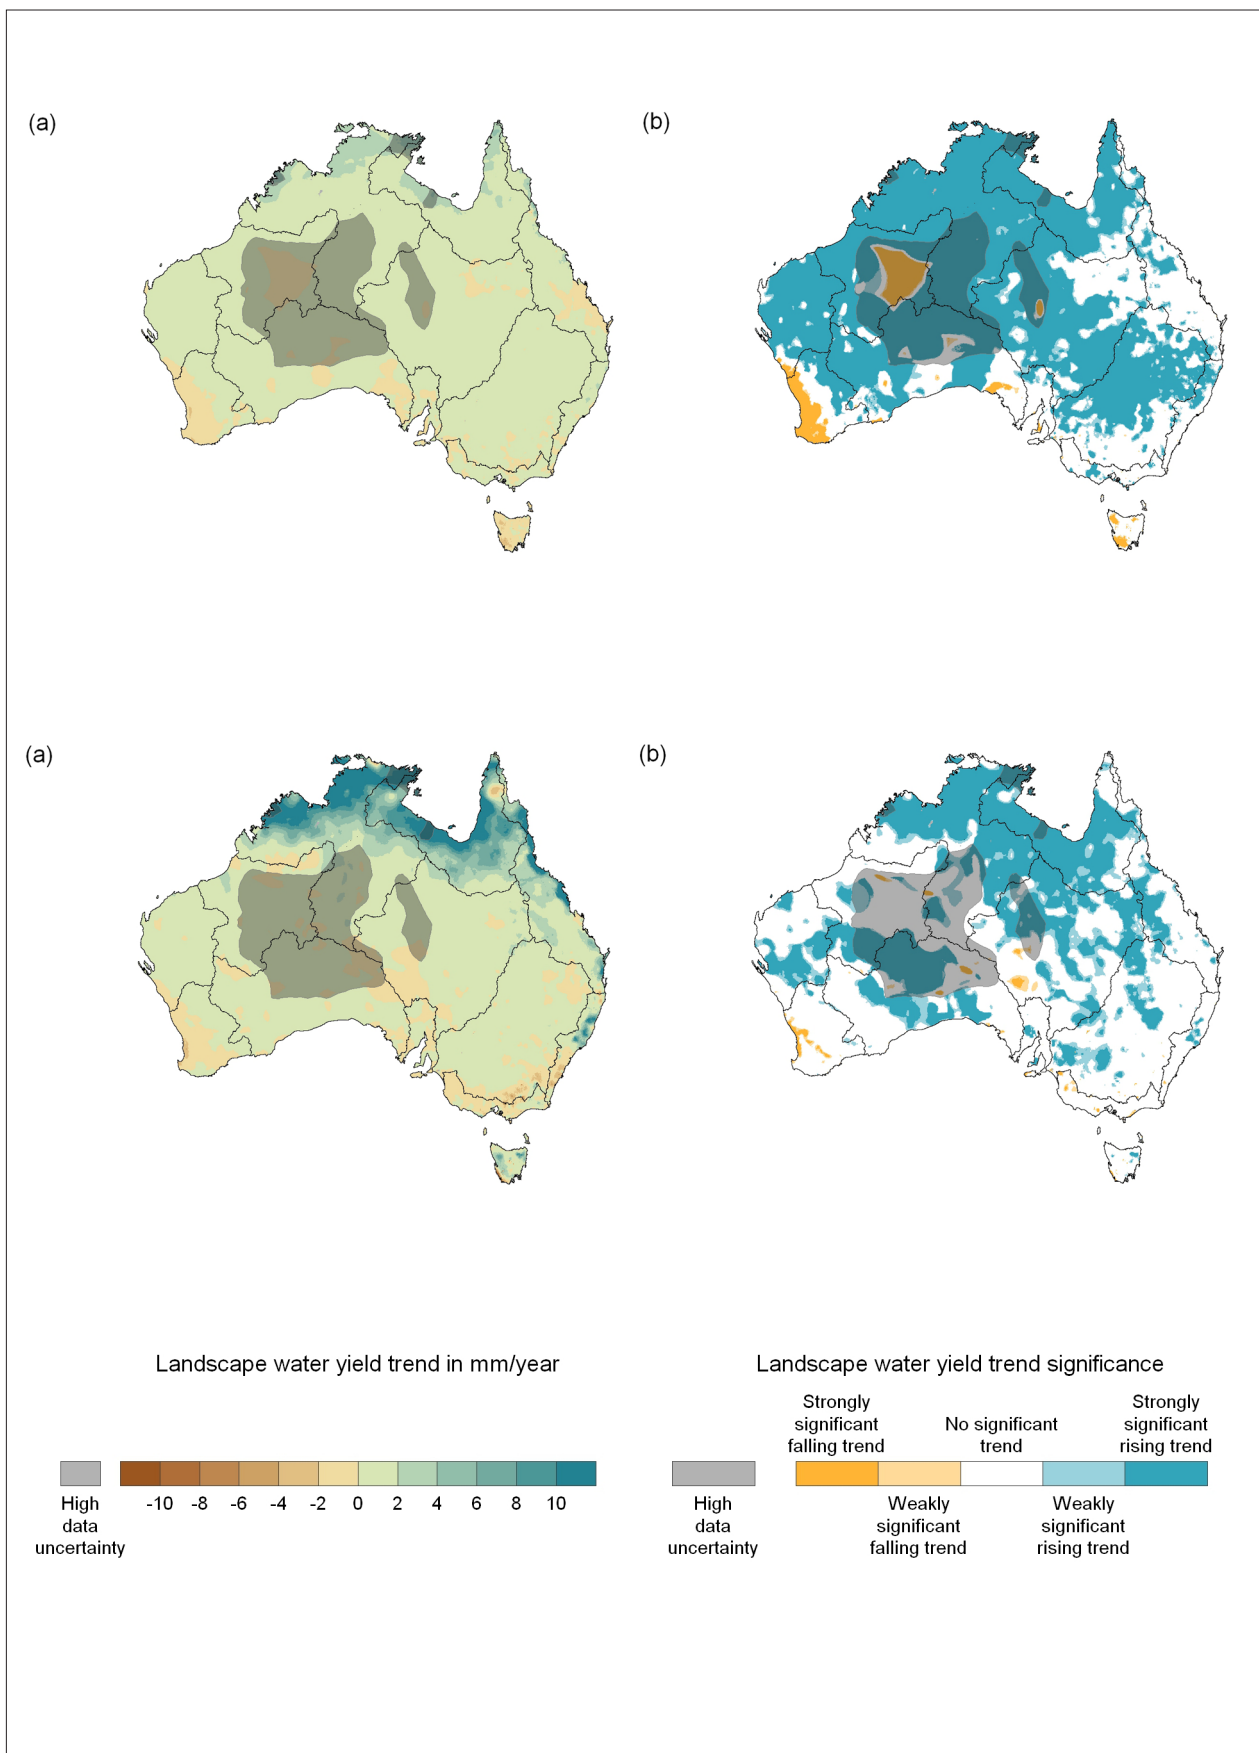 (a)
(b)
(a)
(b)
Landscape water yield trend in mm/year
-10 -8 -6 -4 -2 0 2 4 6 8 10
High
data
uncertainty
Landscape water yield trend significance
Strongly
significant
falling trend
No significant
trend
Strongly
significant
rising trend
High
data
uncertainty
Weakly
significant
falling trend
Weakly
significant
rising trend